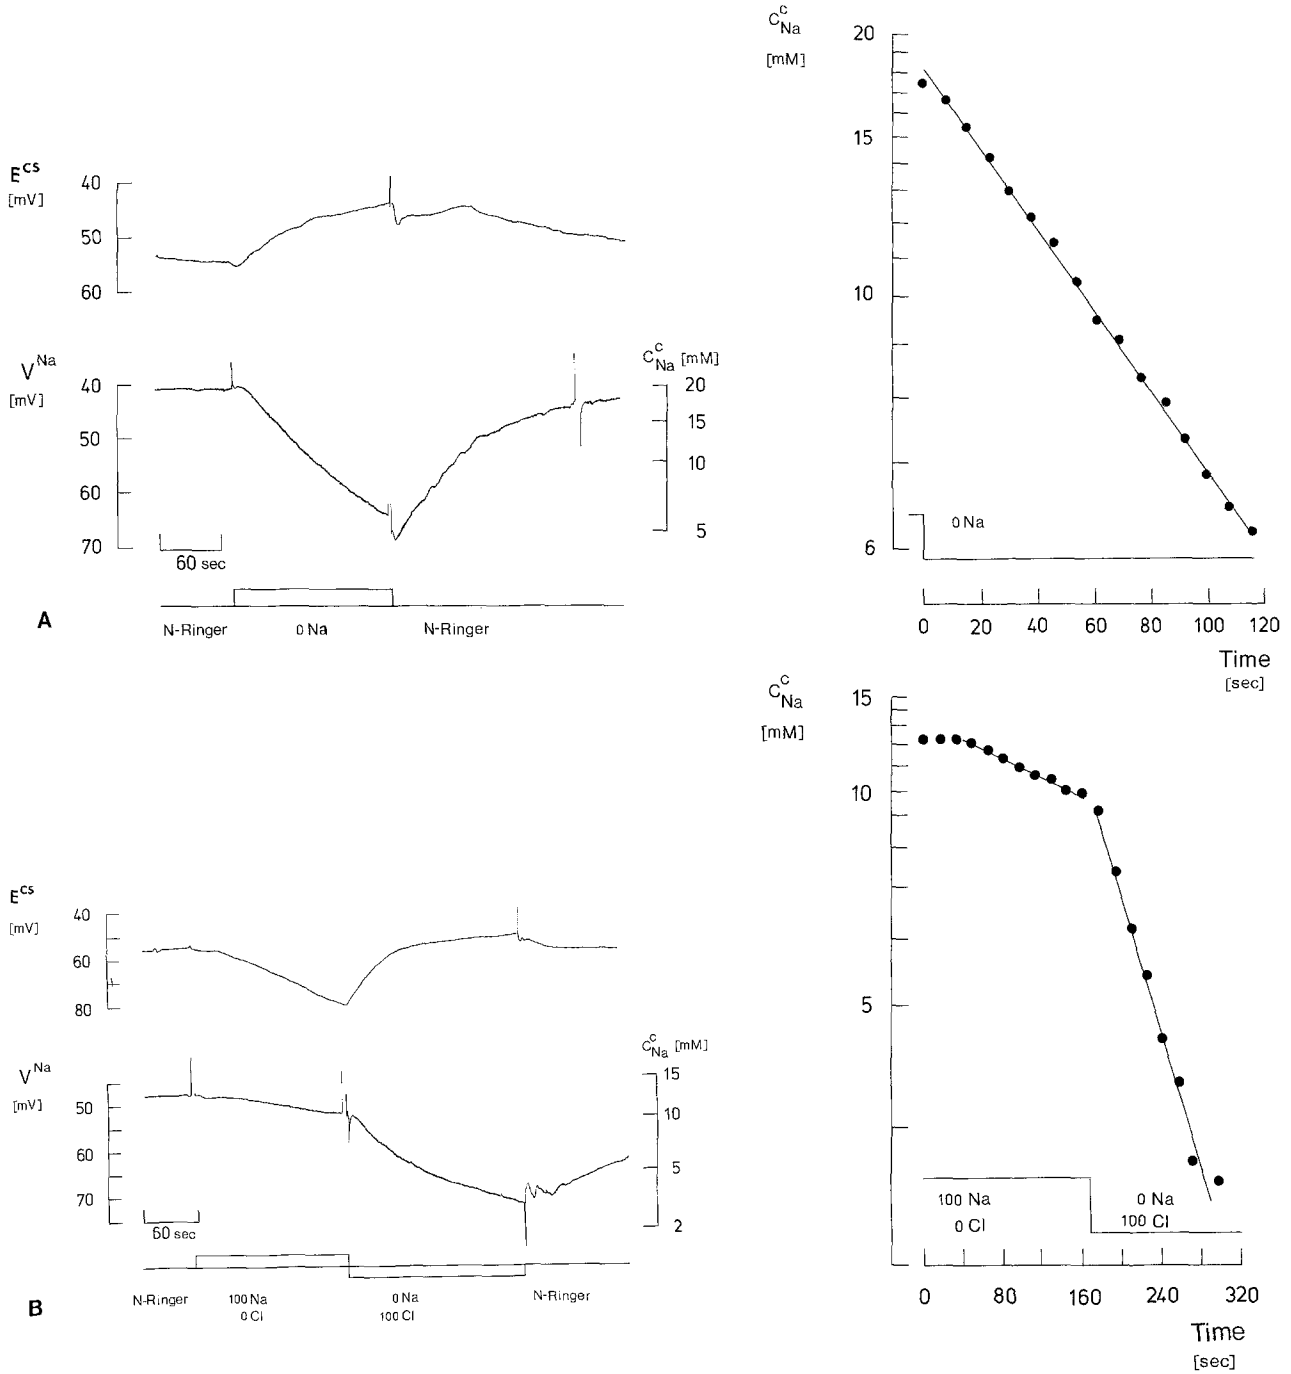 E^cs
[mV]
40
50
60
V^Na
[mV]
40
50
60
70
C^c_Na [mM]
20
15
10
5
60 sec
N-Ringer
0 Na
N-Ringer
A
C^c_Na
[mM]
20
15
10
6
0 Na
0 20 40 60 80 100 120
Time
[sec]
E^cs
[mV]
40
60
80
V^Na
[mV]
50
60
70
C^c_Na [mM]
15
10
5
2
60 sec
N-Ringer
100 Na
0 Cl
0 Na
100 Cl
N-Ringer
B
C^c_Na
[mM]
15
10
5
100 Na
0 Cl
0 Na
100 Cl
0 80 160 240 320
Time
[sec]